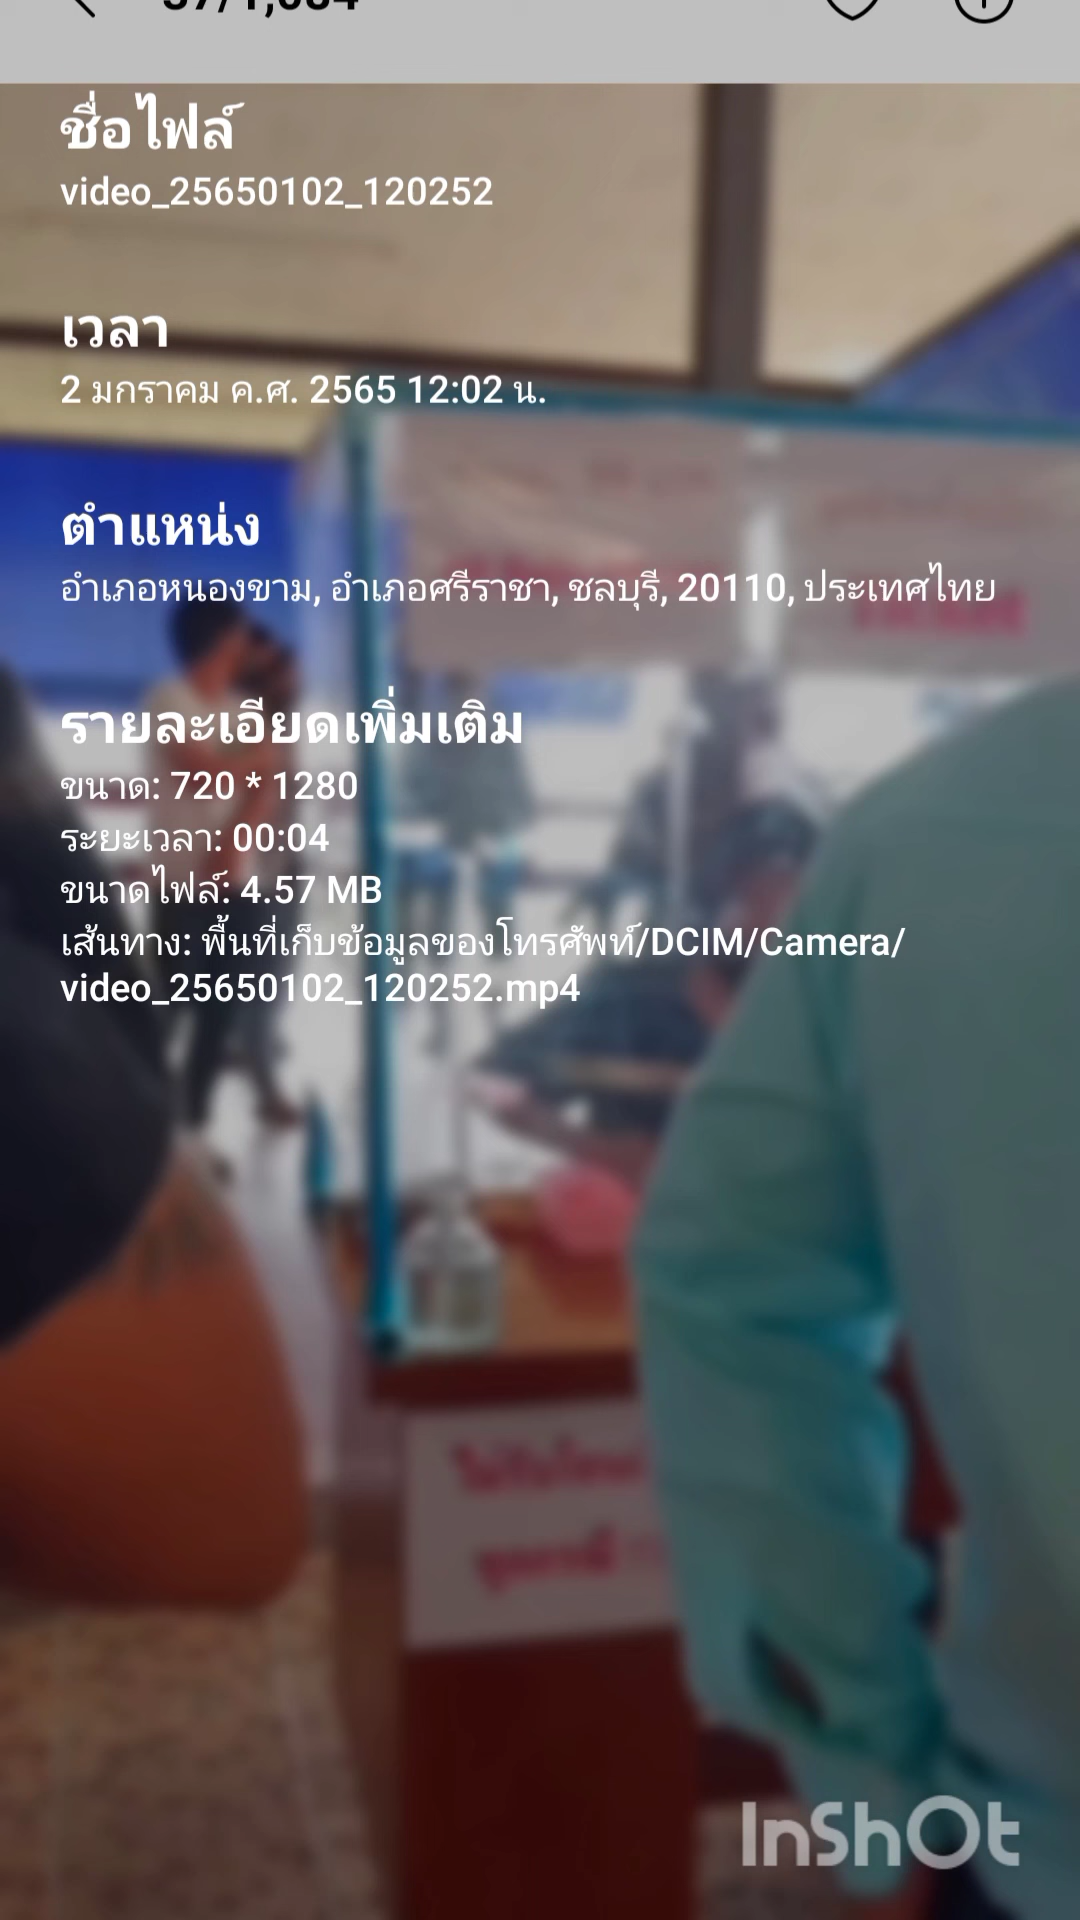 ชื่อไฟล์
video_25650102_120252
เวลา
2 มกราคม ค.ศ. 2565 12:02 น.
ตำแหน่ง
อำเภอหนองขาม, อำเภอศรีราชา, ชลบุรี, 20110, ประเทศไทย
รายละเอียดเพิ่มเติม
ขนาด: 720 * 1280
ระยะเวลา: 00:04
ขนาดไฟล์: 4.57 MB
เส้นทาง: พื้นที่เก็บข้อมูลของโทรศัพท์/DCIM/Camera/
video_25650102_120252.mp4
InShOt